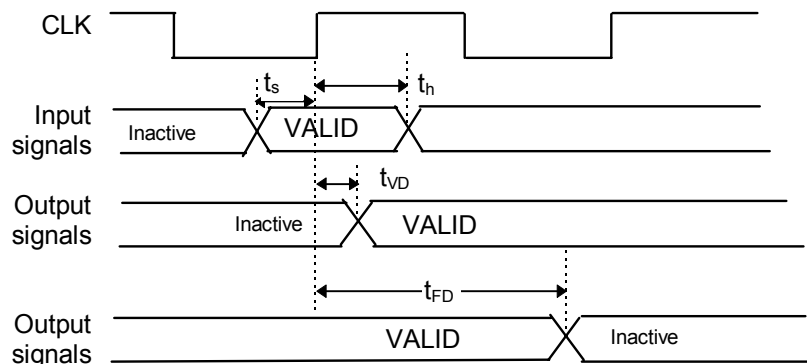 CLK
ts
th
Input
signals
Inactive
VALID
tVD
Output
signals
Inactive
VALID
tFD
Output
signals
VALID
Inactive